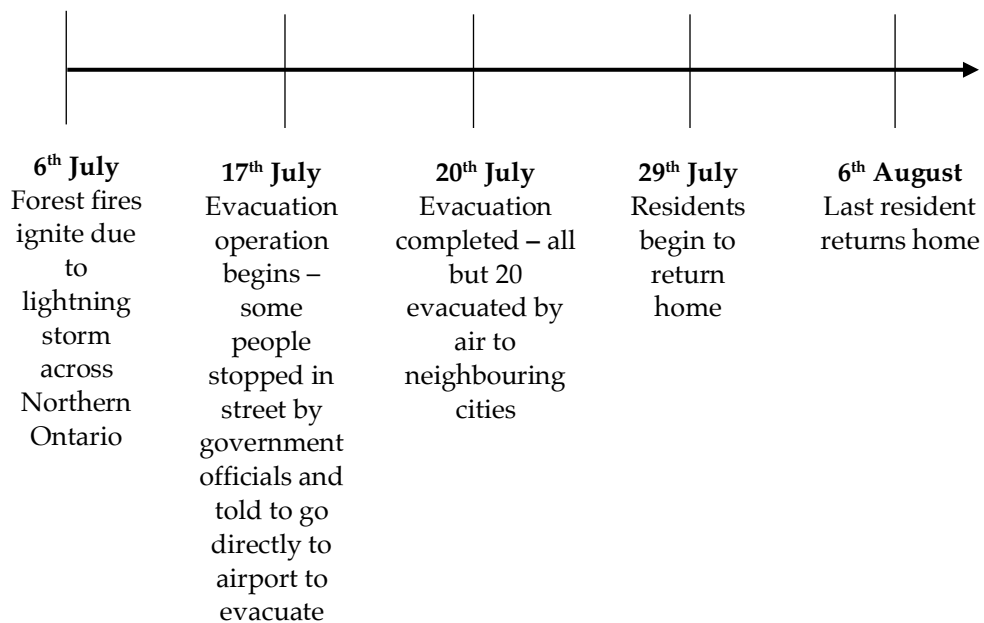 6th July
Forest fires
ignite due
to
lightning
storm
across
Northern
Ontario
17th July
Evacuation
operation
begins –
some
people
stopped in
street by
government
officials and
told to go
directly to
airport to
evacuate
20th July
Evacuation
completed – all
but 20
evacuated by
air to
neighbouring
cities
29th July
Residents
begin to
return
home
6th August
Last resident
returns home